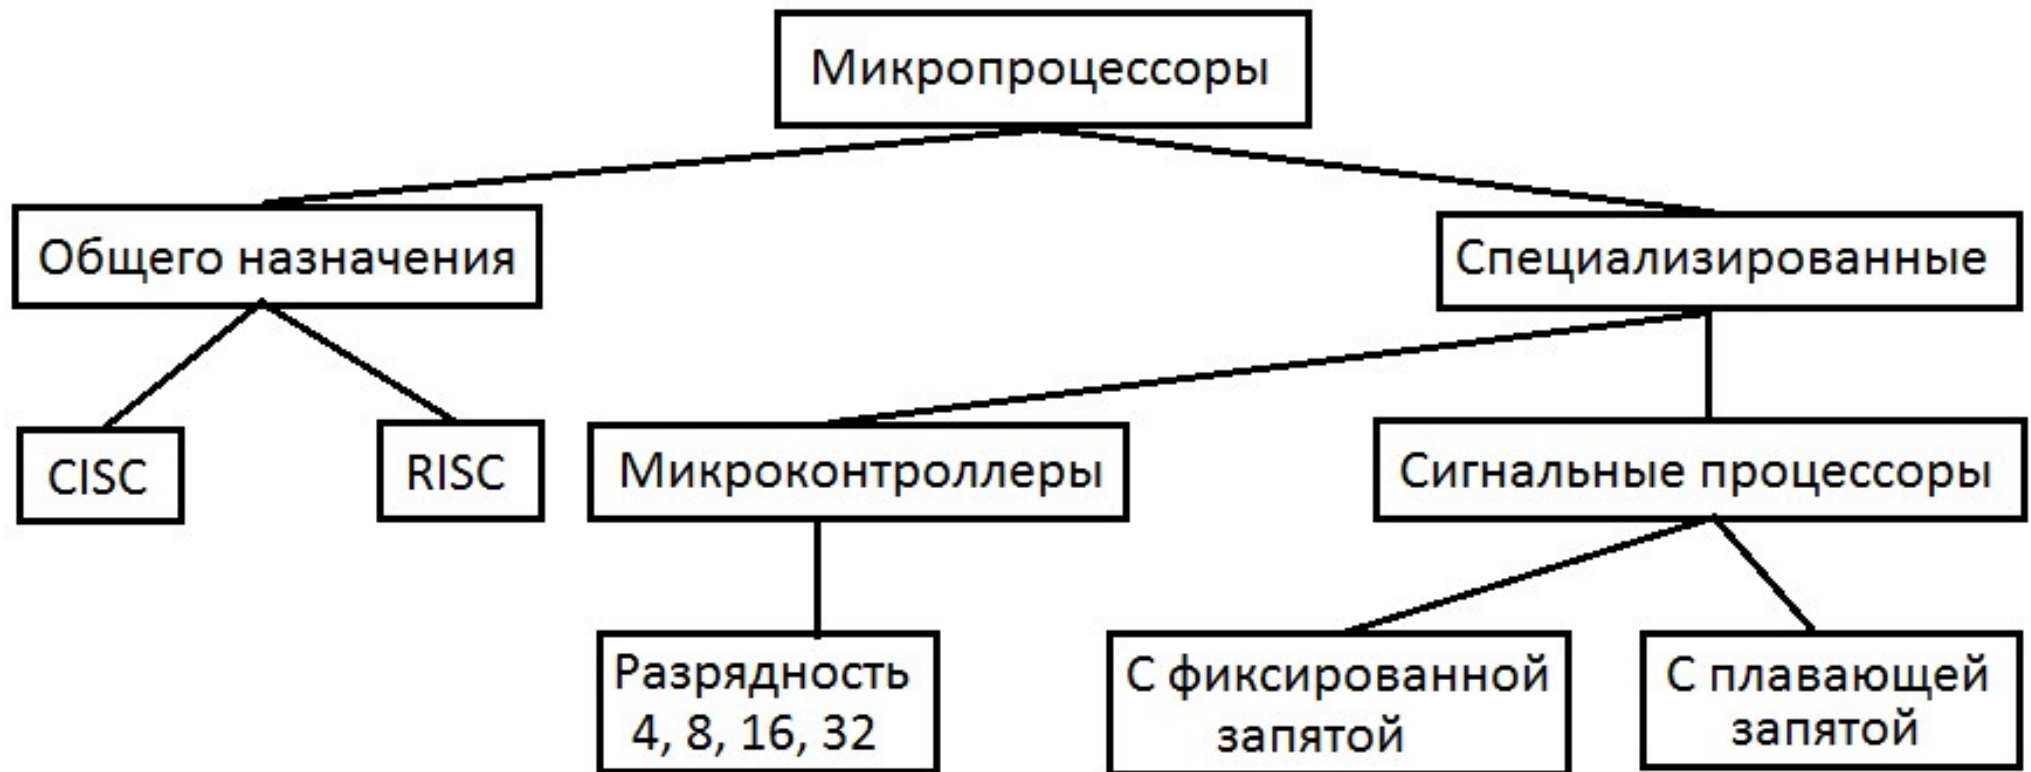 Микропроцессоры
Общего назначения
Специализированные
CISC
RISC
Микроконтроллеры
Сигнальные процессоры
Разрядность
4, 8, 16, 32
С фиксированной
запятой
С плавающей
запятой